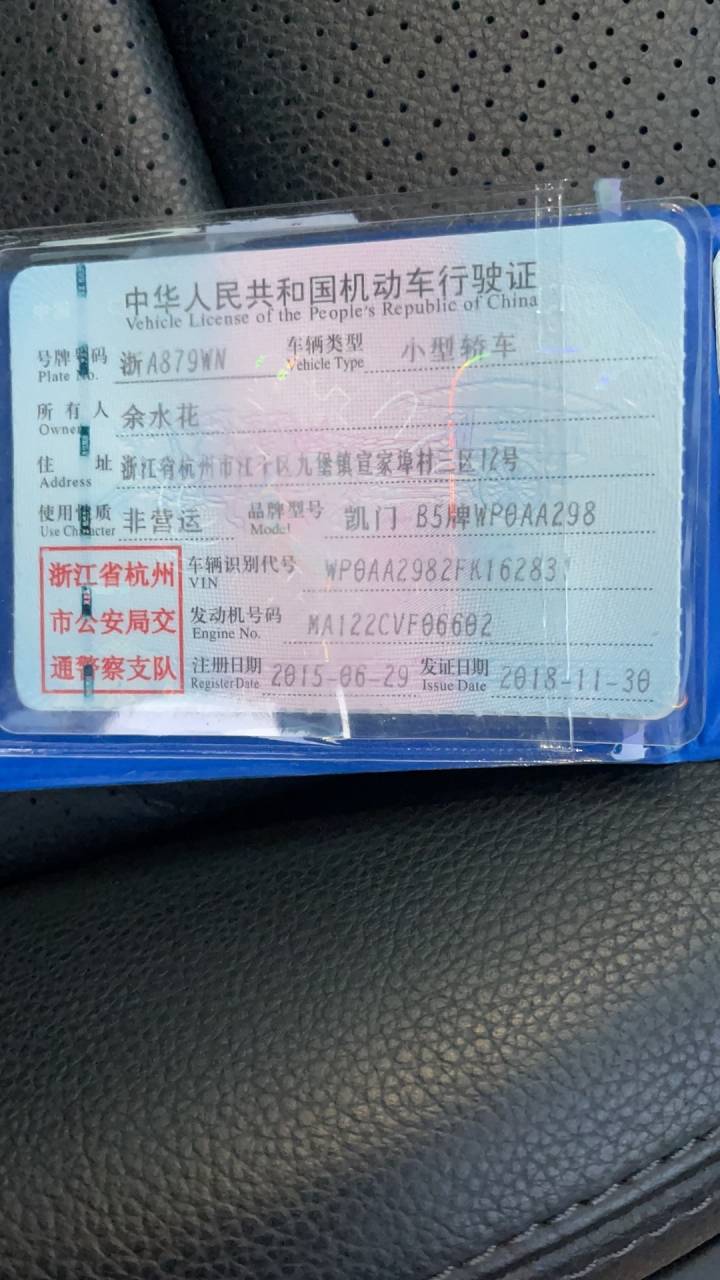 中华人民共和国机动车行驶证
Vehicle License of the People's Republic of China
号牌号码 浙A879WN 车辆类型 小型轿车
Plate No. Vehicle Type
所有人 余水花
Owner
住址 浙江省杭州市江干区九堡镇宣家埠村三区12号
Address
使用性质 非营运 品牌型号 凯门 B5牌WP0AA298
Use Character Model
浙江省杭州 车辆识别代号
VIN
市公安局交 发动机号码 MA122CVF06602
Engine No.
通警察支队 注册日期 2015-06-29 发证日期 2018-11-30
Register Date Issue Date